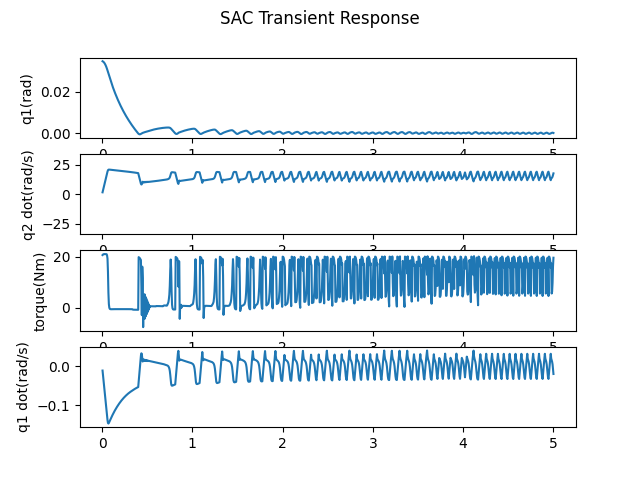 SAC Transient Response
q1(rad)
0.02
0.00
0 1 2 3 4 5
q2 dot(rad/s)
25
0
−25
0 1 2 3 4 5
torque(Nm)
20
0
0 1 2 3 4 5
q1 dot(rad/s)
0.0
−0.1
0 1 2 3 4 5